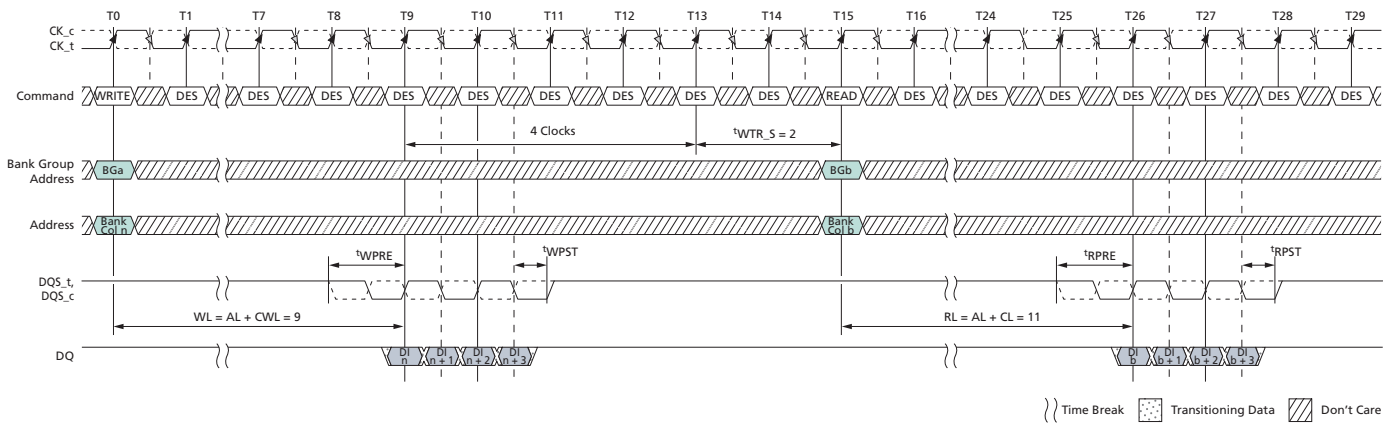 T0 T1 T7 T8 T9 T10 T11 T12 T13 T14 T15 T16 T24 T25 T26 T27 T28 T29
CK_c
CK_t
Command WRITE DES DES DES DES DES DES DES DES DES READ DES DES DES DES DES DES DES
4 Clocks
tWTR_S = 2
Bank Group
Address
BGa
BGb
Address
Bank
Col n
Bank
Col b
tWPRE
tWPST
tRPRE
tRPST
DQS_t,
DQS_c
WL = AL + CWL = 9
RL = AL + CL = 11
DQ
DI
n
DI
n + 1
DI
n + 2
DI
n + 3
DI
b
DI
b + 1
DI
b + 2
DI
b + 3
Time Break
Transitioning Data
Don't Care